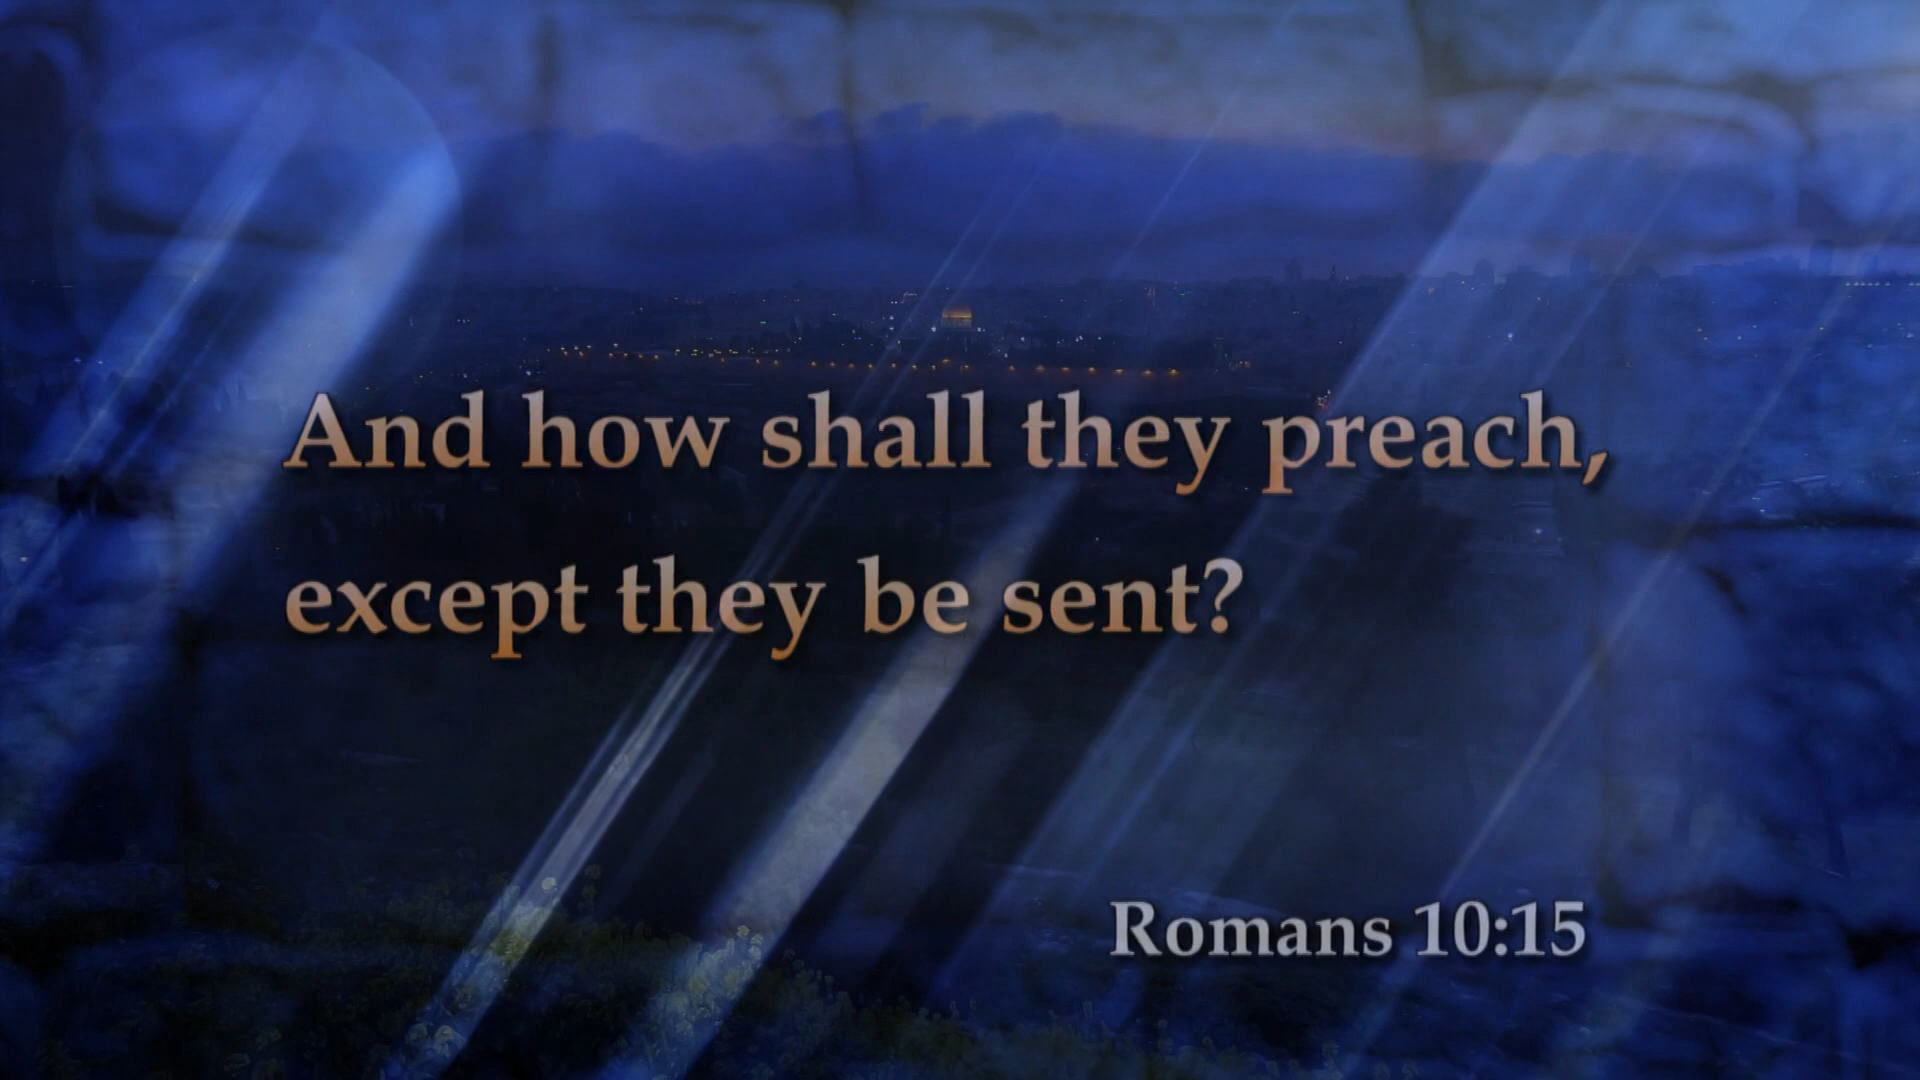 And how shall they preach,
except they be sent?
Romans 10:15